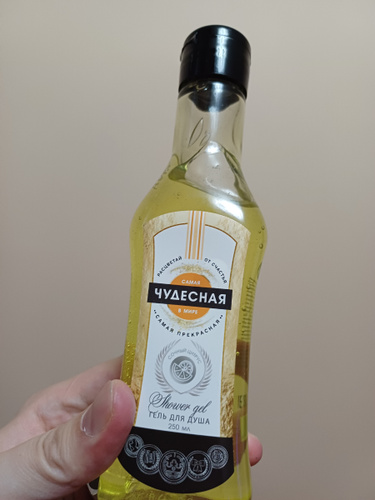 РАСЦВЕТАЙ ОТ СЧАСТЬЯ
САМАЯ
ЧУДЕСНАЯ
В МИРЕ
САМАЯ ПРЕКРАСНАЯ
Shower gel
ГЕЛЬ ДЛЯ ДУША
250 МЛ